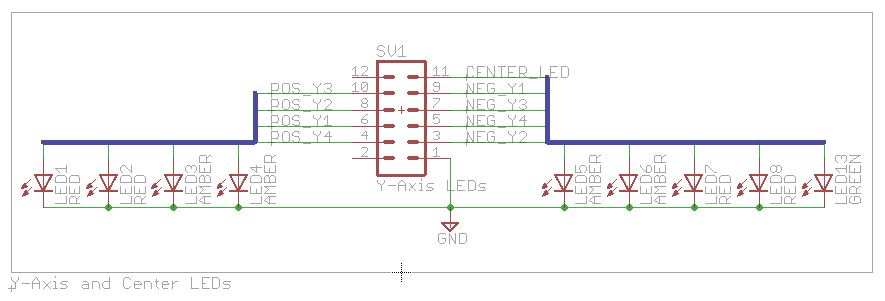 SV1
12 11 CENTER_LED
POS_Y3 10 9 NEG_Y1
POS_Y2 8 7 NEG_Y3
POS_Y1 6 5 NEG_Y4
POS_Y4 4 3 NEG_Y2
2 1
Y-Axis LEDs
LED1
RED
LED2
RED
LED3
AMBER
LED4
AMBER
LED5
AMBER
LED6
AMBER
LED7
RED
LED8
RED
LED13
GREEN
GND
Y-Axis and Center LEDs